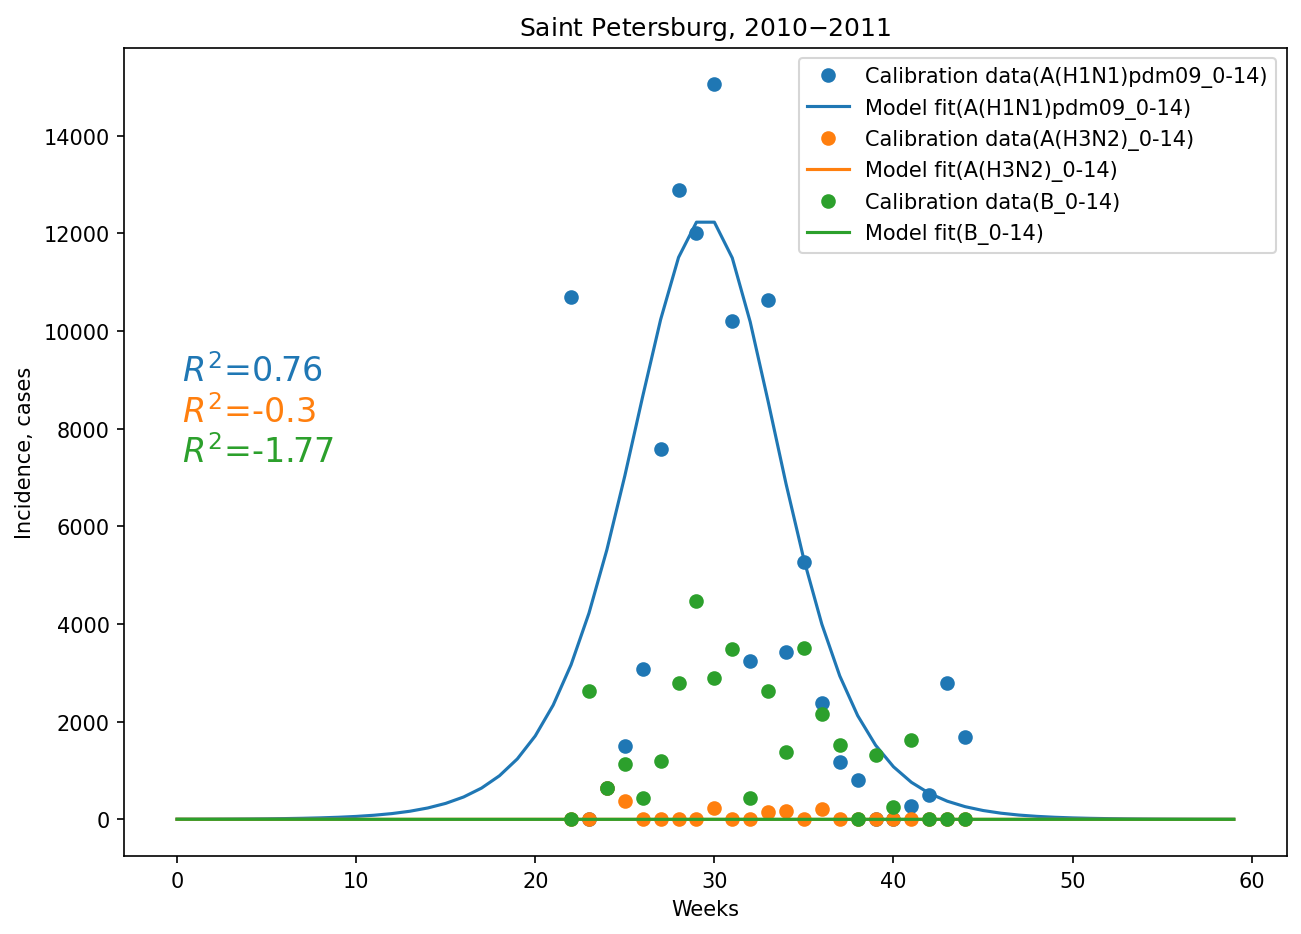 Saint Petersburg, 2010−2011
Calibration data(A(H1N1)pdm09_0-14)
Model fit(A(H1N1)pdm09_0-14)
Calibration data(A(H3N2)_0-14)
Model fit(A(H3N2)_0-14)
Calibration data(B_0-14)
Model fit(B_0-14)
14000
12000
10000
8000
6000
4000
2000
0
Incidence, cases
R²=0.76
R²=-0.3
R²=-1.77
0 10 20 30 40 50 60
Weeks